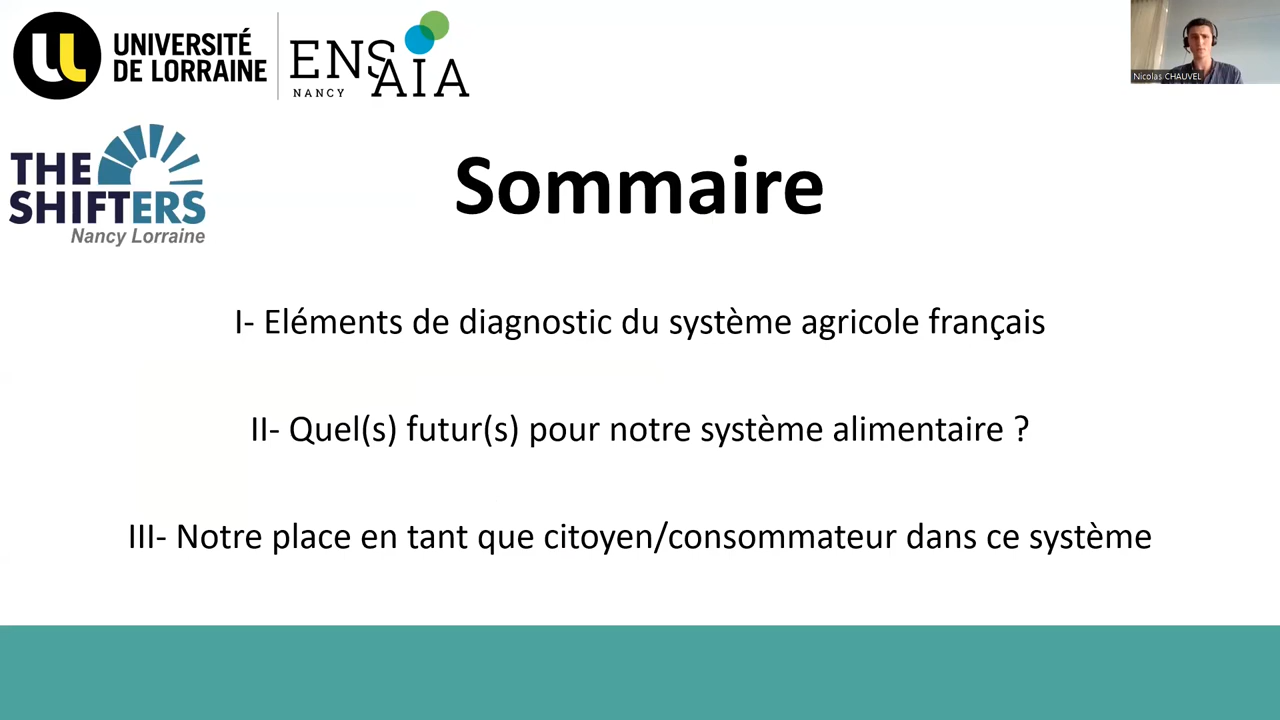 UNIVERSITÉ
DE LORRAINE
ENSAIA
NANCY
Nicolas CHAUVEL
THE
SHIFTERS
Nancy Lorraine
Sommaire
I- Eléments de diagnostic du système agricole français
II- Quel(s) futur(s) pour notre système alimentaire ?
III- Notre place en tant que citoyen/consommateur dans ce système